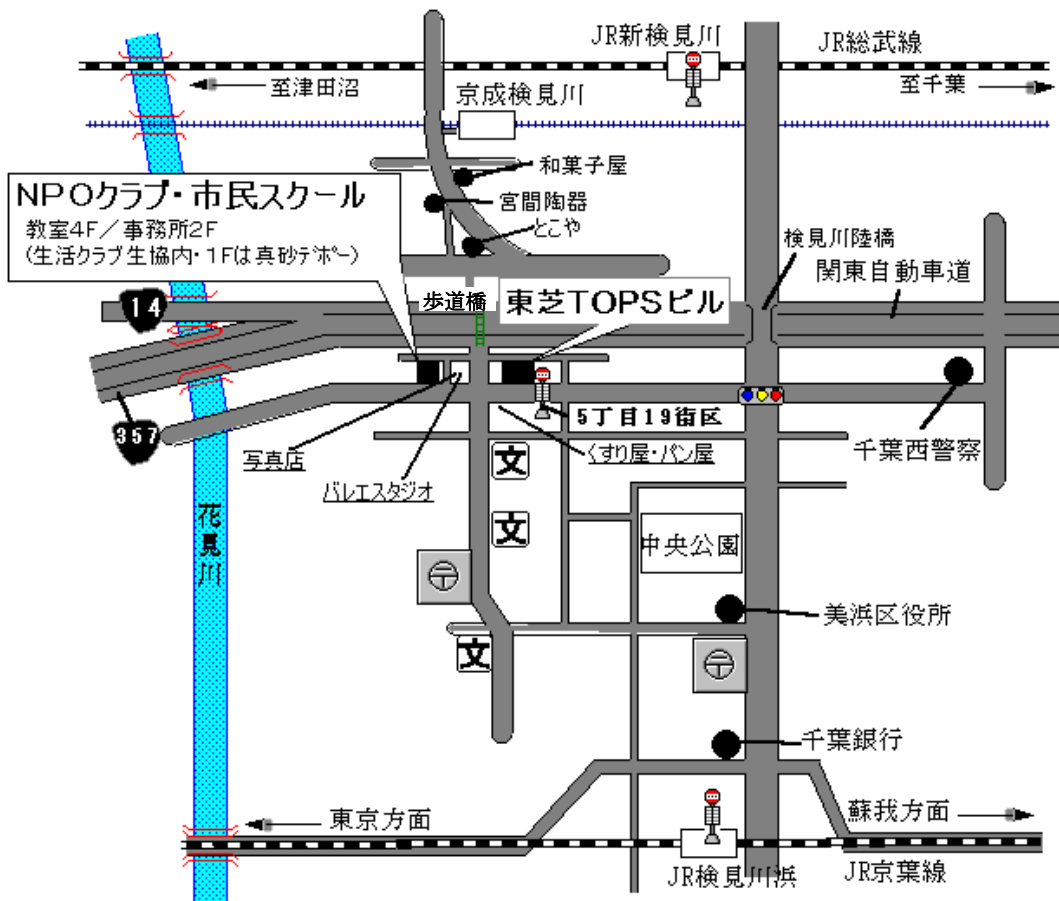 JR新検見川
JR総武線
至津田沼
至千葉
京成検見川
和菓子屋
宮間陶器
とこや
NPOクラブ・市民スクール
教室4F／事務所2F
(生活クラブ生協内・1Fは真砂デポー)
検見川陸橋
関東自動車道
14
歩道橋
東芝TOPSビル
357
5丁目19街区
写真店
くすり屋・パン屋
千葉西警察
バレエスタジオ
文
文
花見川
中央公園
〒
美浜区役所
文
〒
千葉銀行
東京方面
蘇我方面
JR検見川浜
JR京葉線